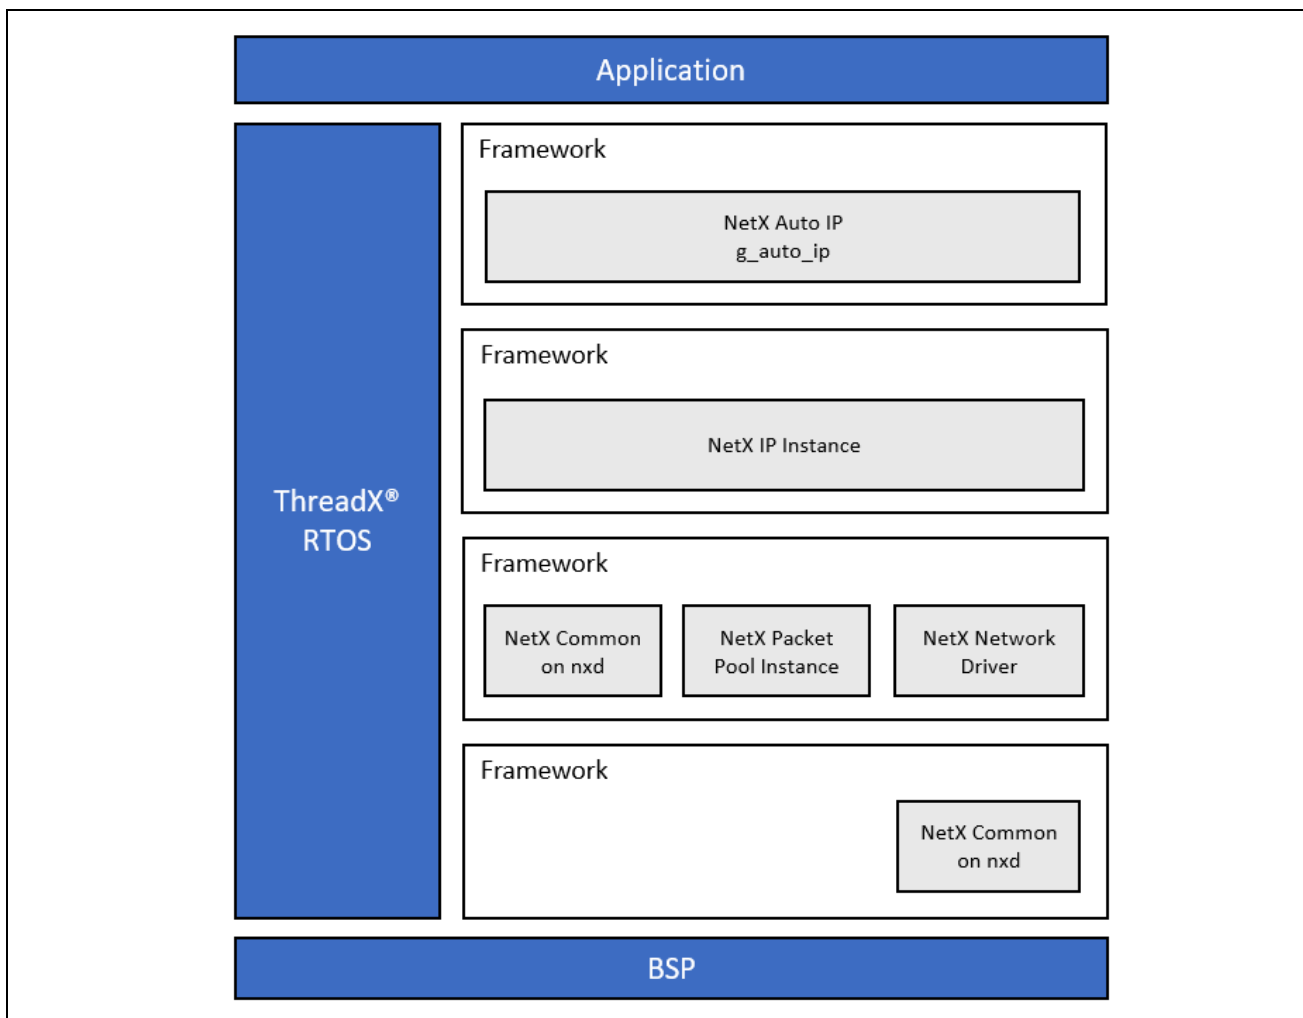 Application
ThreadX®
RTOS
Framework
NetX Auto IP
g_auto_ip
Framework
NetX IP Instance
Framework
NetX Common
on nxd
NetX Packet
Pool Instance
NetX Network
Driver
Framework
NetX Common
on nxd
BSP